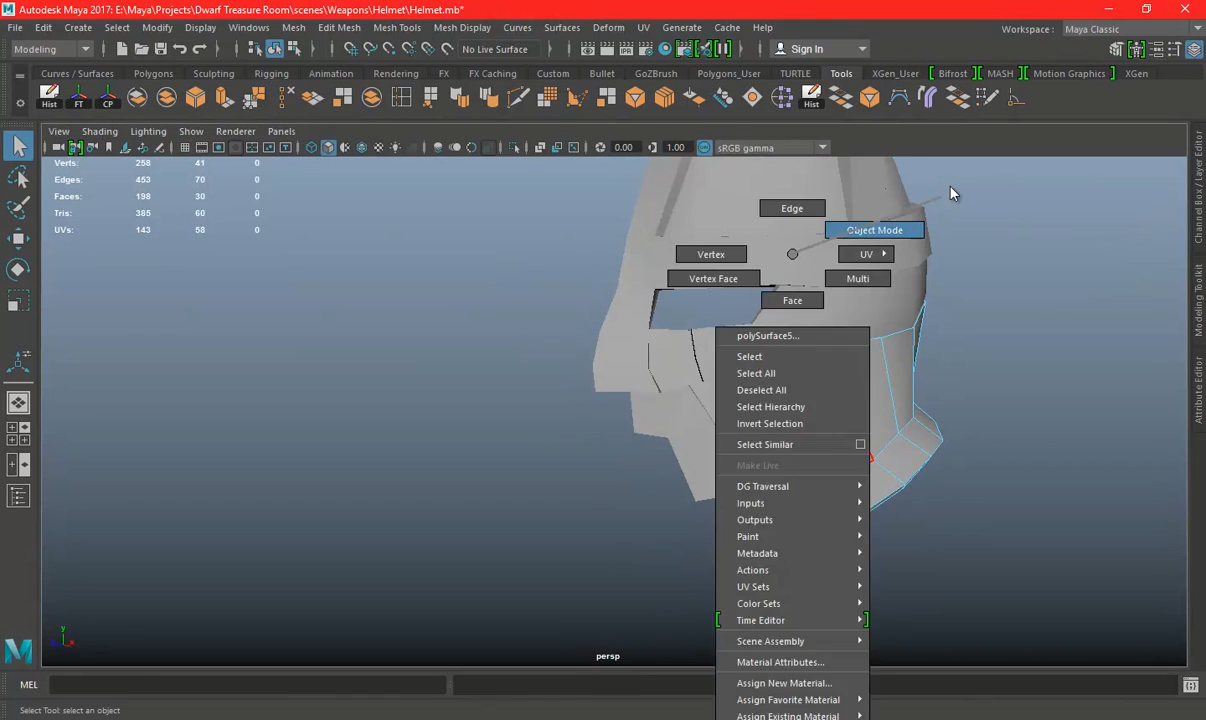 Autodesk Maya 2017: E:\Maya\Projects\Dwarf Treasure Room\scenes\Weapons\Helmet\Helmet.mb*
File Edit Create Select Modify Display Windows Mesh Edit Mesh Mesh Tools Mesh Display Curves Surfaces Deform UV Generate Cache Help Workspace : Maya Classic
Modeling No Live Surface Sign In
Curves / Surfaces Polygons Sculpting Rigging Animation Rendering FX FX Caching Custom Bullet GoZBrush Polygons_User TURTLE Tools XGen_User Bifrost MASH Motion Graphics XGen
Hist FT CP Hist
View Shading Lighting Show Renderer Panels
0.00 1.00 sRGB gamma
Verts: 258 41 0
Edges: 453 70 0
Faces: 198 30 0
Tris: 385 60 0
UVs: 143 58 0
Edge
Object Mode
Vertex UV
Vertex Face Multi
Face
polySurface5...
Select
Select All
Deselect All
Select Hierarchy
Invert Selection
Select Similar
Make Live
DG Traversal
Inputs
Outputs
Paint
Metadata
Actions
UV Sets
Color Sets
Time Editor
Scene Assembly
Material Attributes...
Assign New Material...
Assign Favorite Material
Assign Existing Material
Channel Box / Layer Editor
Modeling Toolkit
Attribute Editor
y
x
persp
MEL
Select Tool: select an object